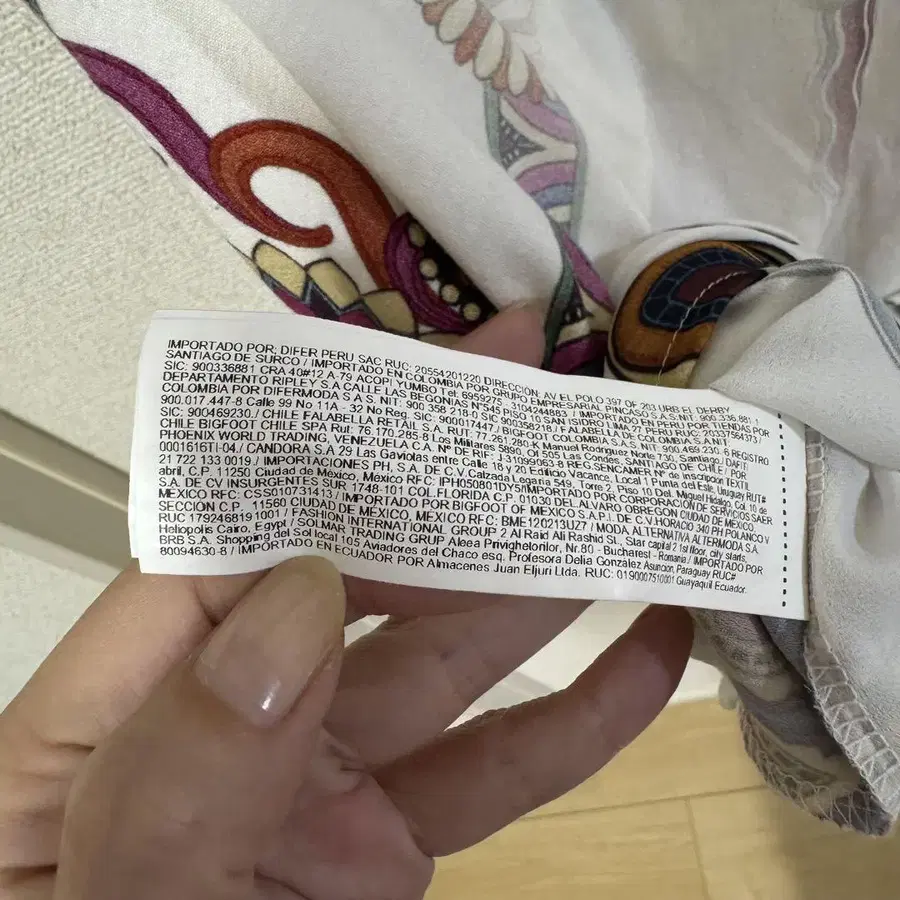 IMPORTADO POR: DIFER PERU SAC RUC: 20554201220 DIRECCIÓN: AV EL POLO 397 OF 203 URB EL DERBY
SANTIAGO DE SURCO / IMPORTADO EN COLOMBIA POR: GRUPO EMPRESARIAL PINCASO S.A.S NIT. 900.336.881 1
SIC: 900336881 CRA 40#12 A-79 ACOPI YUMBO Tel: 6959275 - 3104244883 / IMPORTADO EN PERU POR TIENDAS POR
DEPARTAMENTO RIPLEY S.A CALLE LAS BEGONIAS N°545 PISO 10 SAN ISIDRO LIMA 27 PERU RUC: 20337564373/
COLOMBIA POR DIFERMODA S A S NIT: 900 358 218-0 SIC: 900358218 / FALABELLA DE COLOMBIA S.A NIT
900.017.447-8 Calle 99 No 11A - 32 No Reg. SIC: 900017447 / BIGFOOT COLOMBIA S.A.S NIT: 900.469.230. 6 REGISTRO
SIC: 900469230./ CHILE FALABELLA RETAIL S.A RUT: 77.261.280-K Manuel Rodriguez Norte 730, Santiago. DAFITI
CHILE BIGFOOT CHILE SPA Rut: 76.170.285-8 Los Militares 5890, Of 505 Las Condes, SANTIAGO DE CHILE / POR
PHOENIX WORLD TRADING, VENEZUELA C.A. N° DE RIF: J-31099063-8 REG.SENCAMER No de inscripción TEXTIL
0001616TI-04./ CANDORA S.A 29 Las Gaviotas entre Calle 18 y 20 Edificio Vacance, Local 1 Punta del Este. Uruguay RUT#
21 722 133 0019 / IMPORTACIONES PH, S.A. DE C.V/ Calzada Legaria 549, Torre 2, Piso 10 Del. Miguel Hidalgo, Col. 10 de
abril, C.P. 11250 Ciudad de México, México RFC: IPH050801DY5/IMPORTADO POR CORPORACION DE SERVICIOS SAER
S.A. DE CV INSURGENTES SUR 1748-101 COL.FLORIDA C.P. 01030 DEL. ALVARO OBREGON CIUDAD DE MEXICO,
MEXICO RFC: CSS010731413 / IMPORTADO POR BIGFOOT DE MEXICO S A.P.I. DE C.V.HORACIO 340 PH POLANCO V
SECCION C.P. 11560 CIUDAD DE MEXICO, MEXICO RFC: BME120213UZ7 / MODA ALTERNATIVA ALTERMODA S.A
RUC 1792468191001 / FASHION INTERNATIONAL GROUP 2 Al Raid Ali Rashid SL., Star capital 2 1st floor, city starts,
Heliopolis Cairo, Egypt / SOLMAR TRADING GRUP Aleea Privighetorilor, Nr.80 - Bucharest - Romania / IMPORTADO POR
BRB S.A. Shopping del Sol local 105 Aviadores del Chaco esq. Profesora Delia González Asunción, Paraguay RUC#
80094630-8 / IMPORTADO EN ECUADOR POR Almacenes Juan Eljuri Ltda. RUC: 0190007510001 Guayaquil Ecuador.